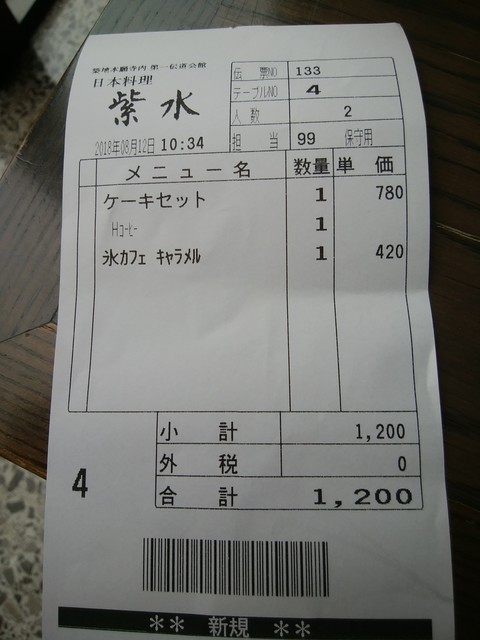 築地本願寺内 第一伝道会館
日本料理
紫水
2018年08月12日 10:34
伝票NO 133
テーブルNO 4
人数 2
担当 99 保守用
メニュー名 数量 単価
ケーキセット 1 780
Hコーヒー 1
氷カフェ キャラメル 1 420
小計 1,200
外税 0
合計 1,200
4
** 新規 **